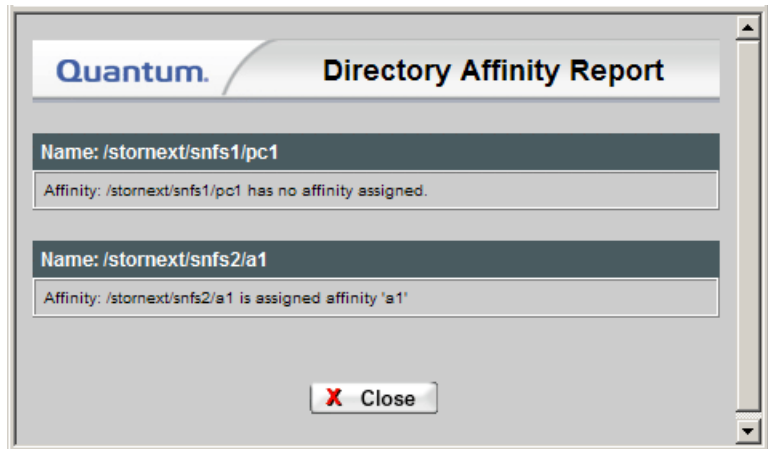 Quantum.
Directory Affinity Report
Name: /stornext/snfs1/pc1
Affinity: /stornext/snfs1/pc1 has no affinity assigned.
Name: /stornext/snfs2/a1
Affinity: /stornext/snfs2/a1 is assigned affinity 'a1'
X Close